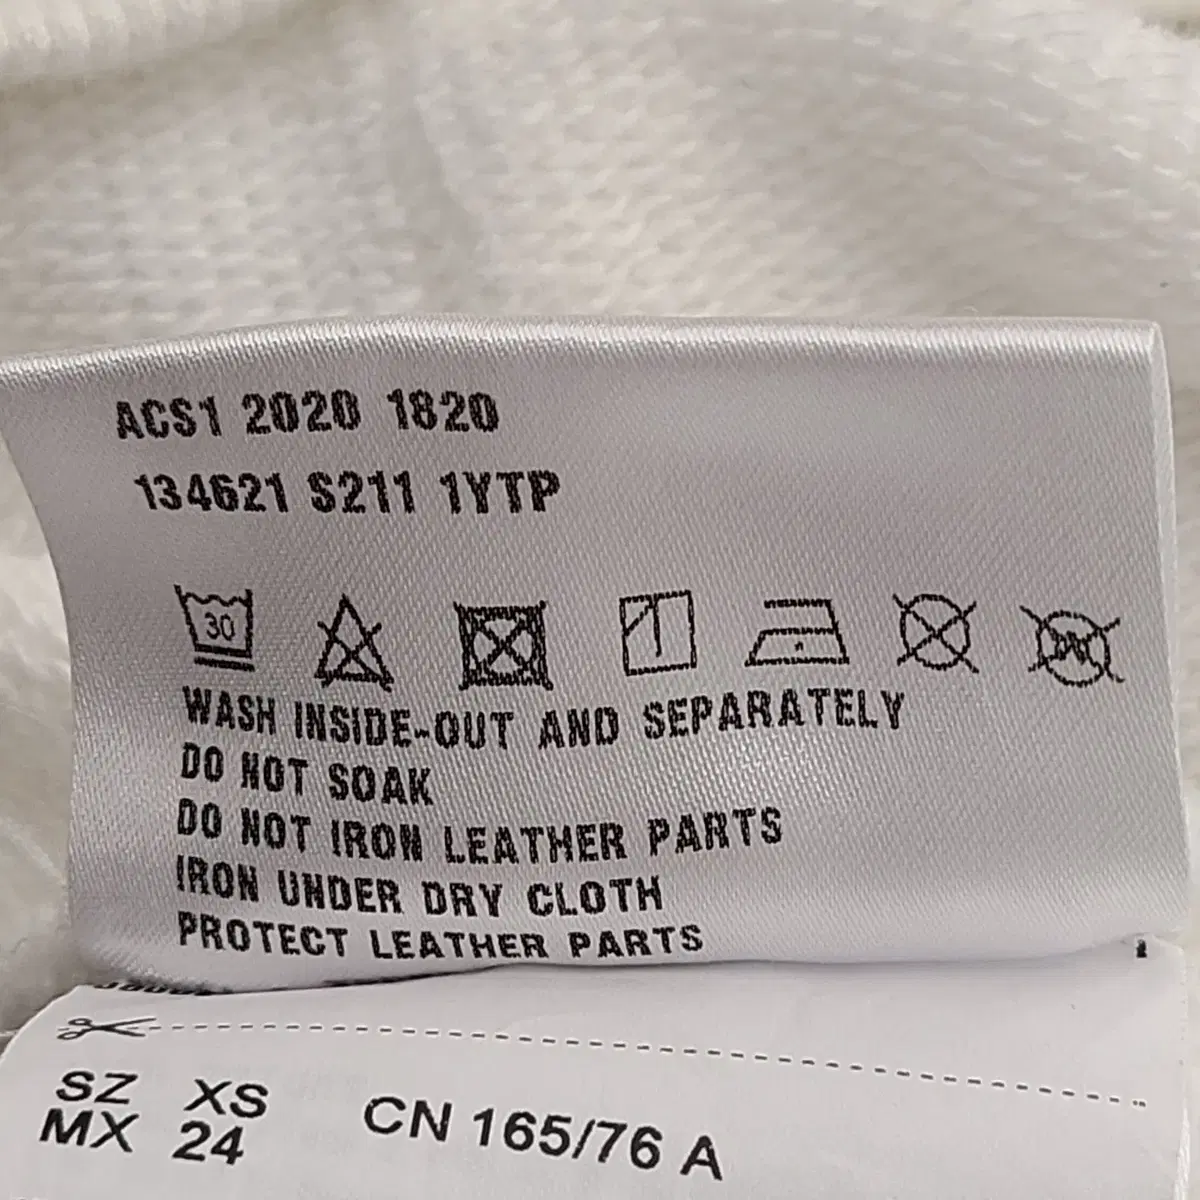 ACS1 2020 1820
134621 S211 1YTP
30
WASH INSIDE-OUT AND SEPARATELY
DO NOT SOAK
DO NOT IRON LEATHER PARTS
IRON UNDER DRY CLOTH
PROTECT LEATHER PARTS
SZ XS
MX 24
CN 165/76 A